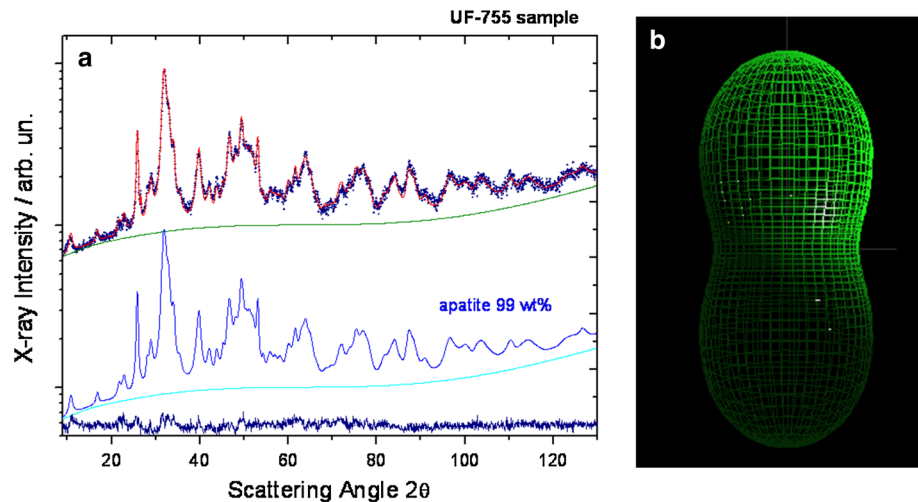 UF-755 sample
a
b
X-ray Intensity / arb. un.
apatite 99 wt%
20 40 60 80 100 120
Scattering Angle 2θ